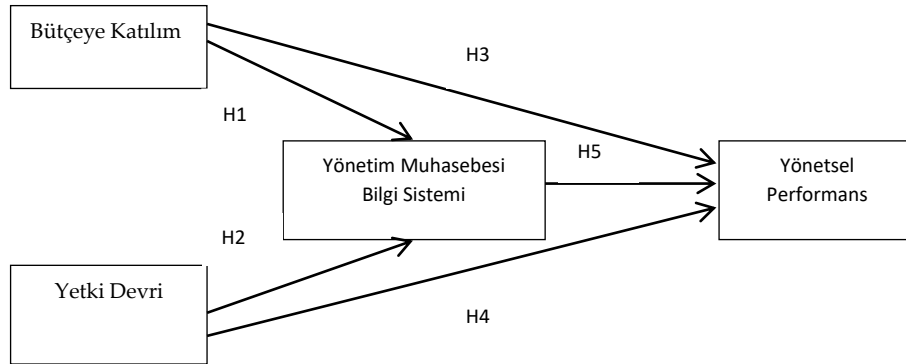 Bütçeye Katılım
H3
H1
Yönetim Muhasebesi
Bilgi Sistemi
H5
Yönetsel
Performans
H2
Yetki Devri
H4